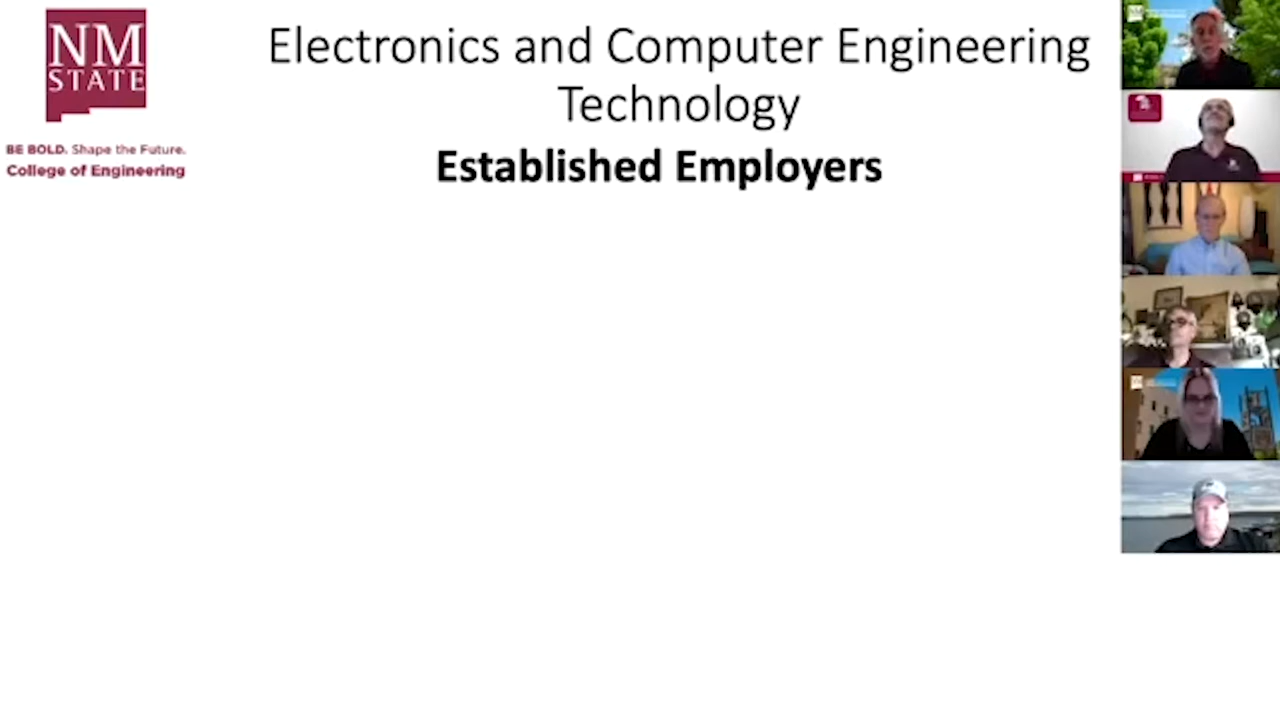 NM
STATE
BE BOLD. Shape the Future.
College of Engineering
Electronics and Computer Engineering
Technology
Established Employers